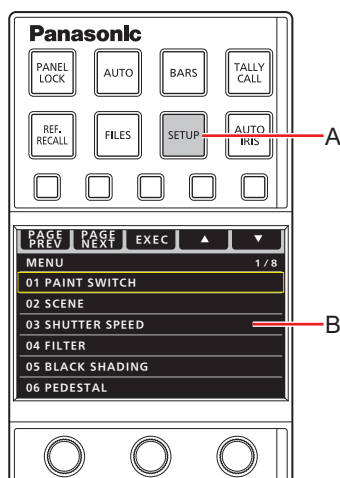 Panasonic
PANEL LOCK
AUTO
BARS
TALLY CALL
REF. RECALL
FILES
SETUP
AUTO IRIS
A
PAGE PREV
PAGE NEXT
EXEC
▲
▼
MENU 1/8
01 PAINT SWITCH
02 SCENE
03 SHUTTER SPEED
B
04 FILTER
05 BLACK SHADING
06 PEDESTAL